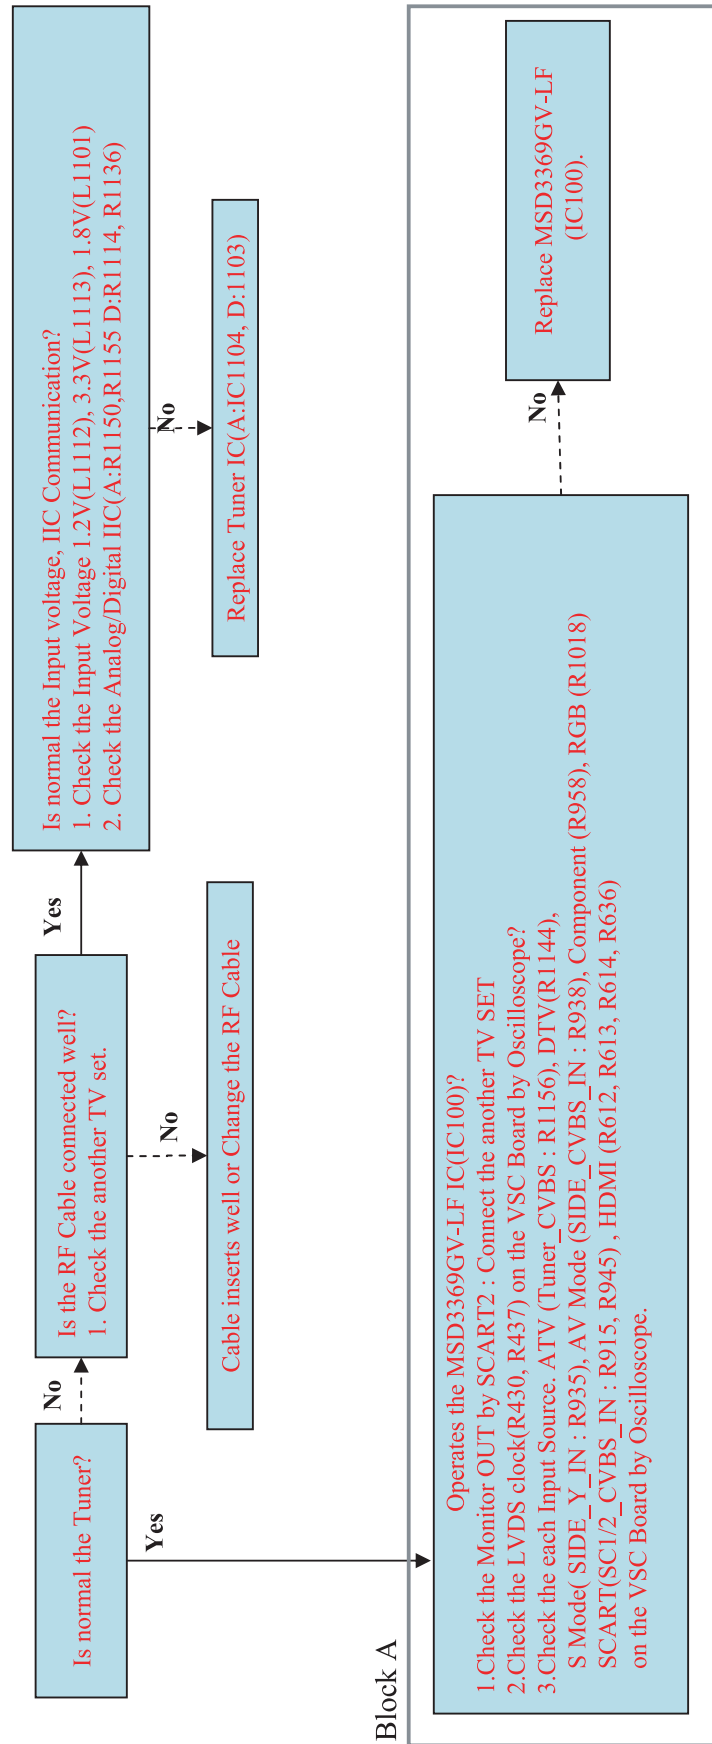 Is normal the Tuner?
No
Yes
Is the RF Cable connected well?
1. Check the another TV set.
Yes
No
Cable inserts well or Change the RF Cable
Is normal the Input voltage, IIC Communication?
1. Check the Input Voltage 1.2V(L1112), 3.3V(L1113), 1.8V(L1101)
2. Check the Analog/Digital IIC(A:R1150,R1155 D:R1114, R1136)
No
Replace Tuner IC(A:IC1104, D:1103)
Block A
Operates the MSD3369GV-LF IC(IC100)?
1.Check the Monitor OUT by SCART2 : Connect the another TV SET
2.Check the LVDS clock(R430, R437) on the VSC Board by Oscilloscope?
3.Check the each Input Source. ATV (Tuner_CVBS : R1156), DTV(R1144),
S Mode( SIDE_Y_IN : R935), AV Mode (SIDE_CVBS_IN : R938), Component (R958), RGB (R1018)
SCART(SC1/2_CVBS_IN : R915, R945) , HDMI (R612, R613, R614, R636)
on the VSC Board by Oscilloscope.
No
Replace MSD3369GV-LF
(IC100).